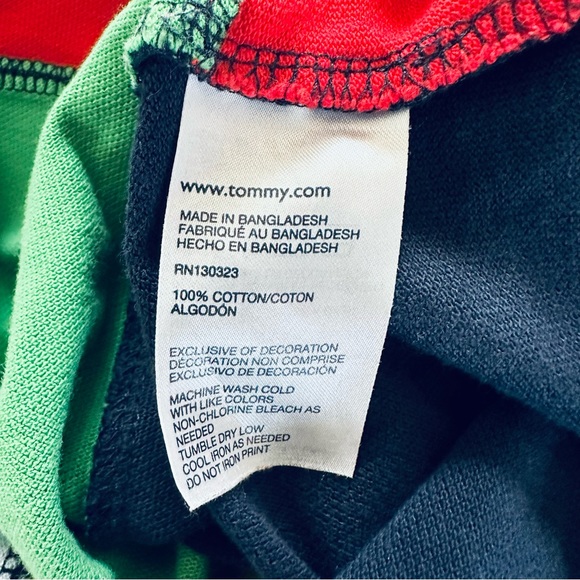 www.tommy.com
MADE IN BANGLADESH
FABRIQUÉ AU BANGLADESH
HECHO EN BANGLADESH
RN130323
100% COTTON/COTON
ALGODÓN
EXCLUSIVE OF DECORATION
DÉCORATION NON COMPRISE
EXCLUSIVO DE DECORACIÓN
MACHINE WASH COLD
WITH LIKE COLORS
NON-CHLORINE BLEACH AS
NEEDED
TUMBLE DRY LOW
COOL IRON AS NEEDED
DO NOT IRON PRINT